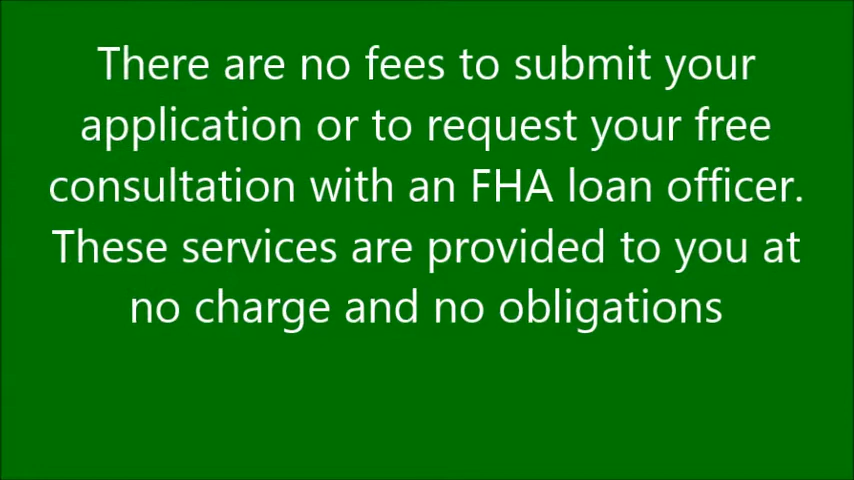 There are no fees to submit your
application or to request your free
consultation with an FHA loan officer.
These services are provided to you at
no charge and no obligations